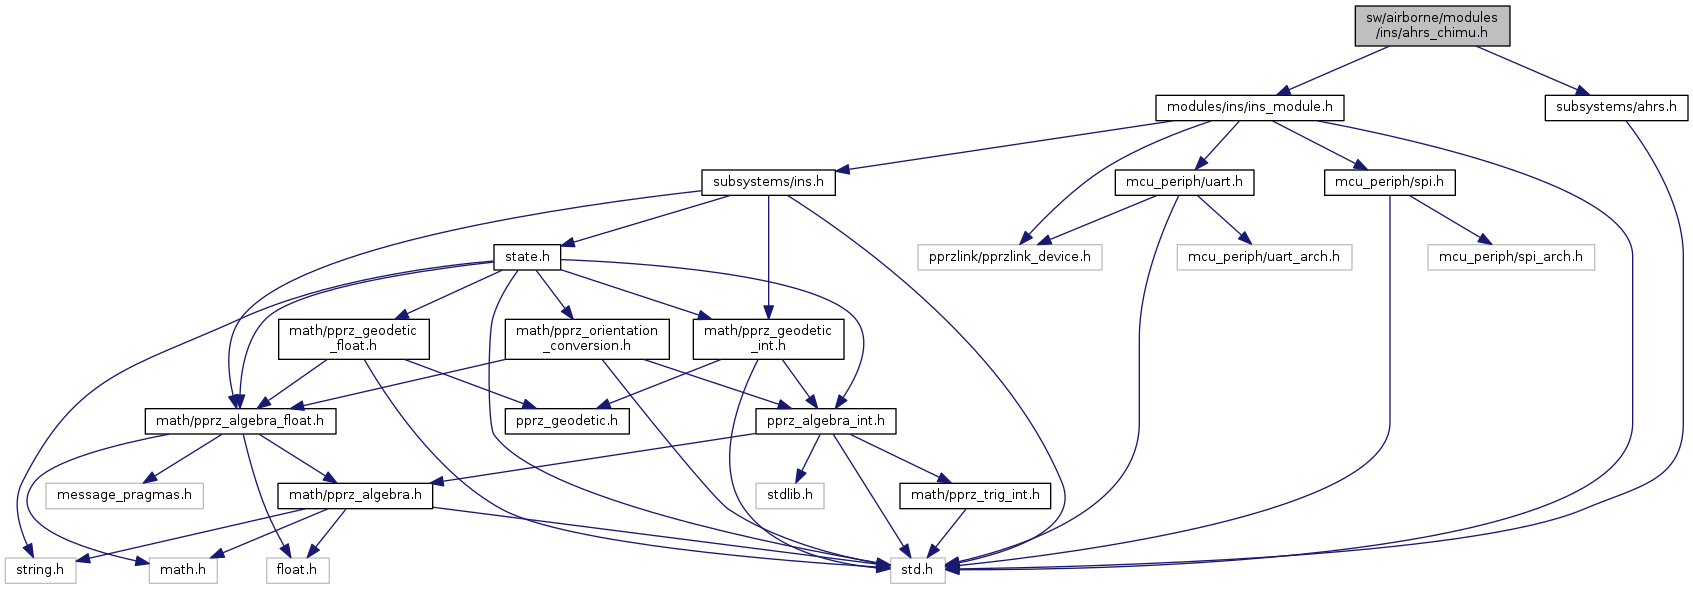 sw/airborne/modules
/ins/ahrs_chimu.h
modules/ins/ins_module.h
subsystems/ahrs.h
subsystems/ins.h
mcu_periph/uart.h
mcu_periph/spi.h
state.h
pprzlink/pprzlink_device.h
mcu_periph/uart_arch.h
mcu_periph/spi_arch.h
math/pprz_geodetic
_float.h
math/pprz_orientation
_conversion.h
math/pprz_geodetic
_int.h
math/pprz_algebra_float.h
pprz_geodetic.h
pprz_algebra_int.h
message_pragmas.h
math/pprz_algebra.h
stdlib.h
math/pprz_trig_int.h
string.h
math.h
float.h
std.h